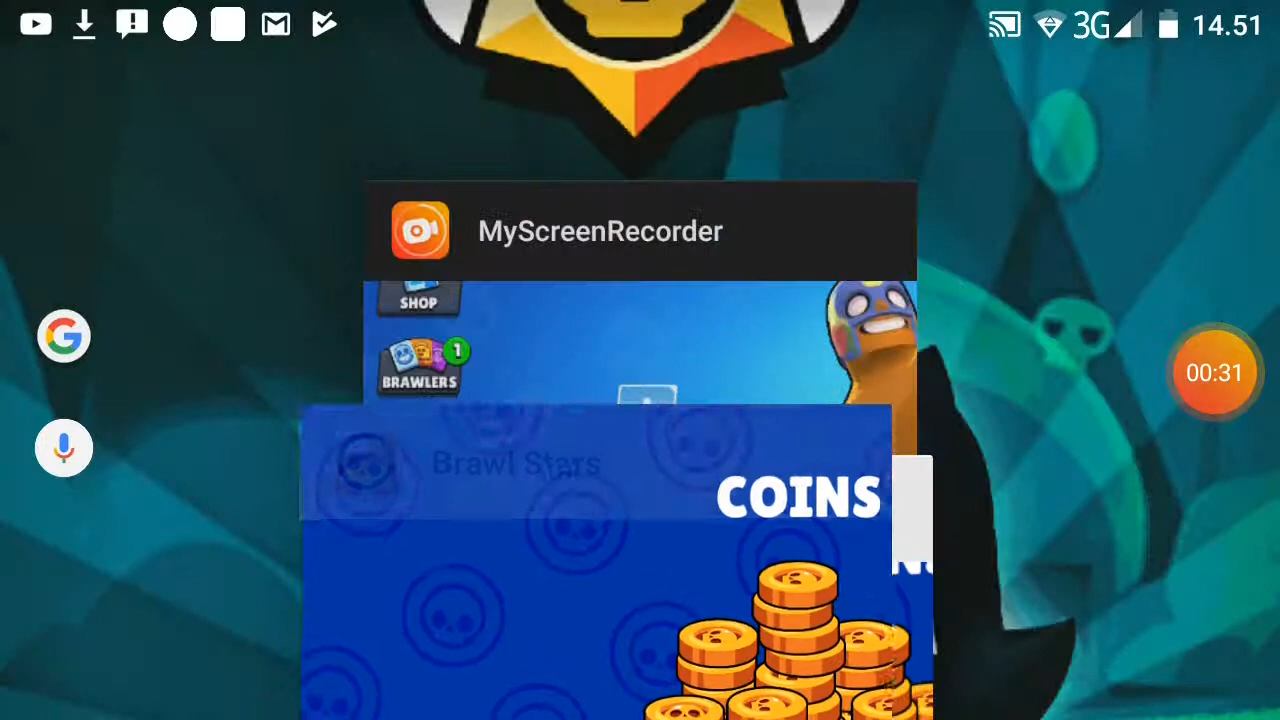 3G 14.51
MyScreenRecorder
SHOP
1
BRAWLERS
00:31
Brawl Stars
COINS